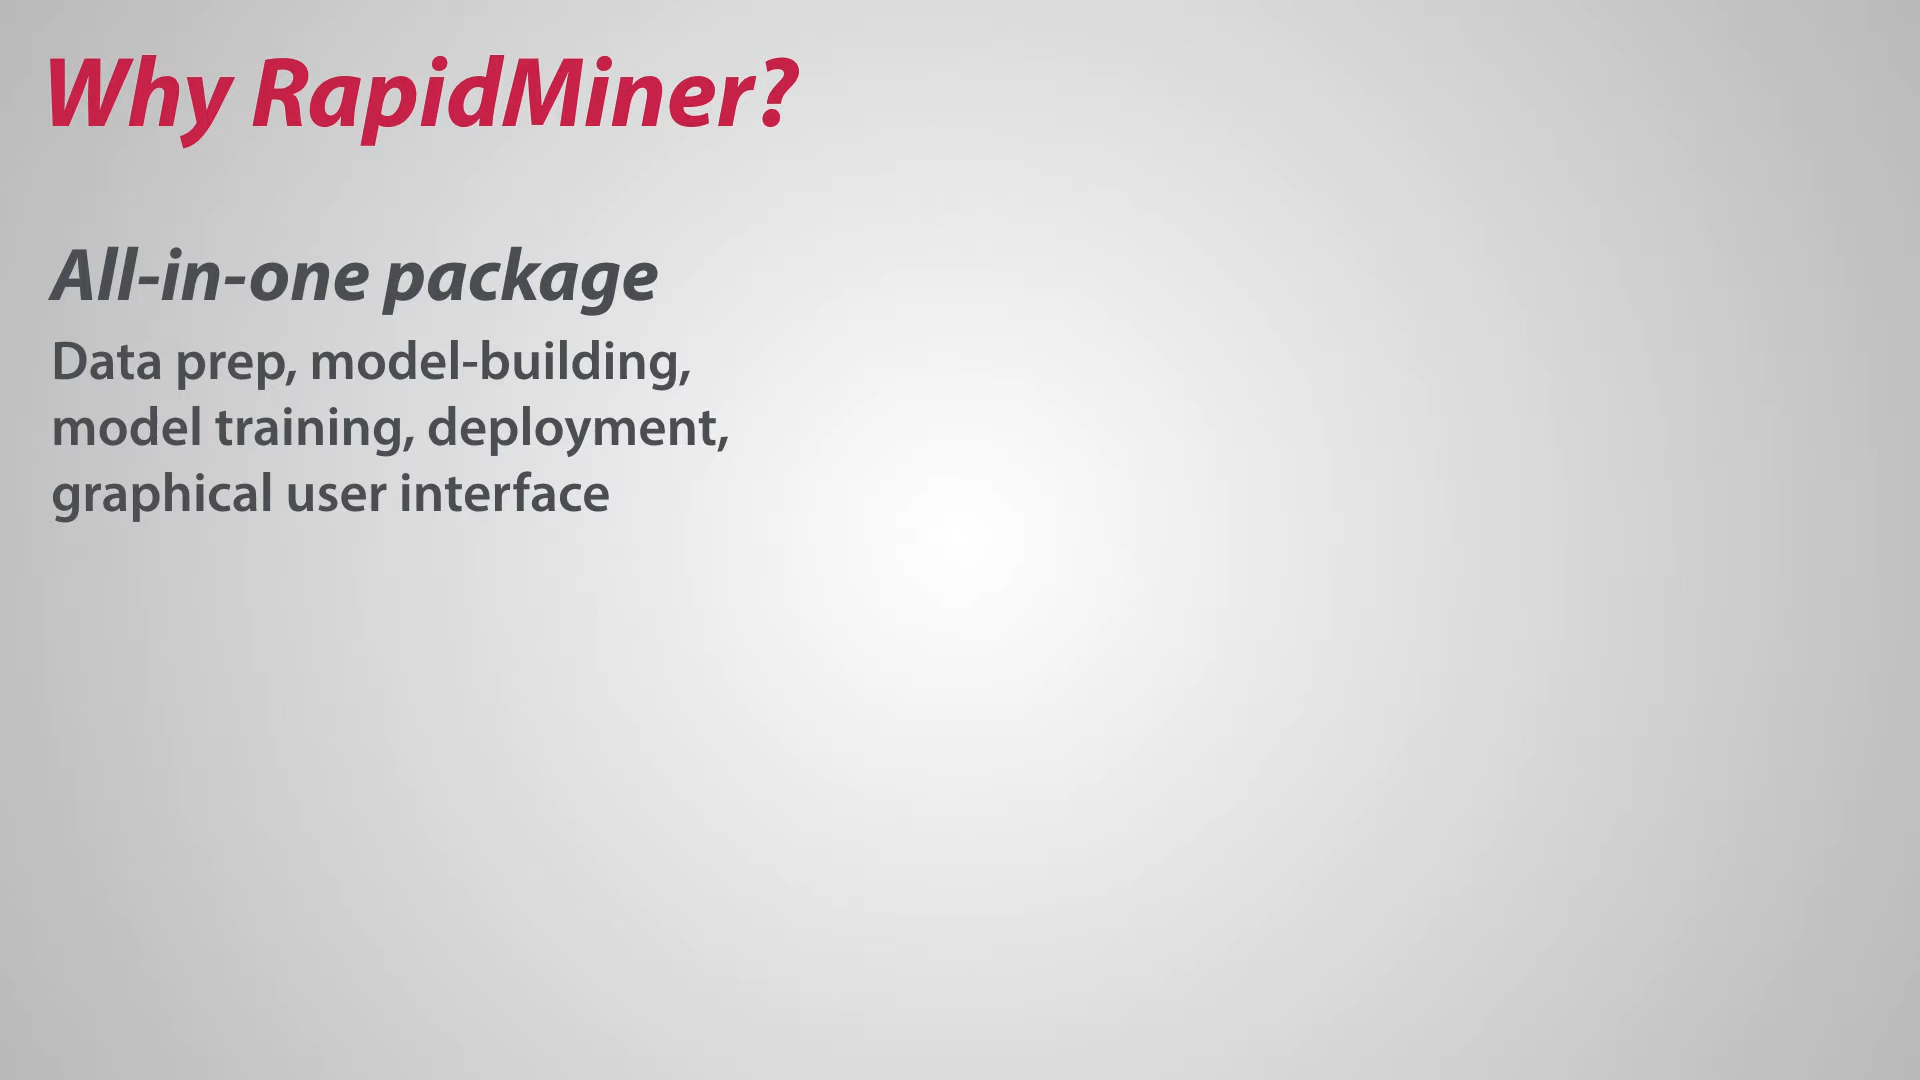 Why RapidMiner?
All-in-one package
Data prep, model-building,
model training, deployment,
graphical user interface